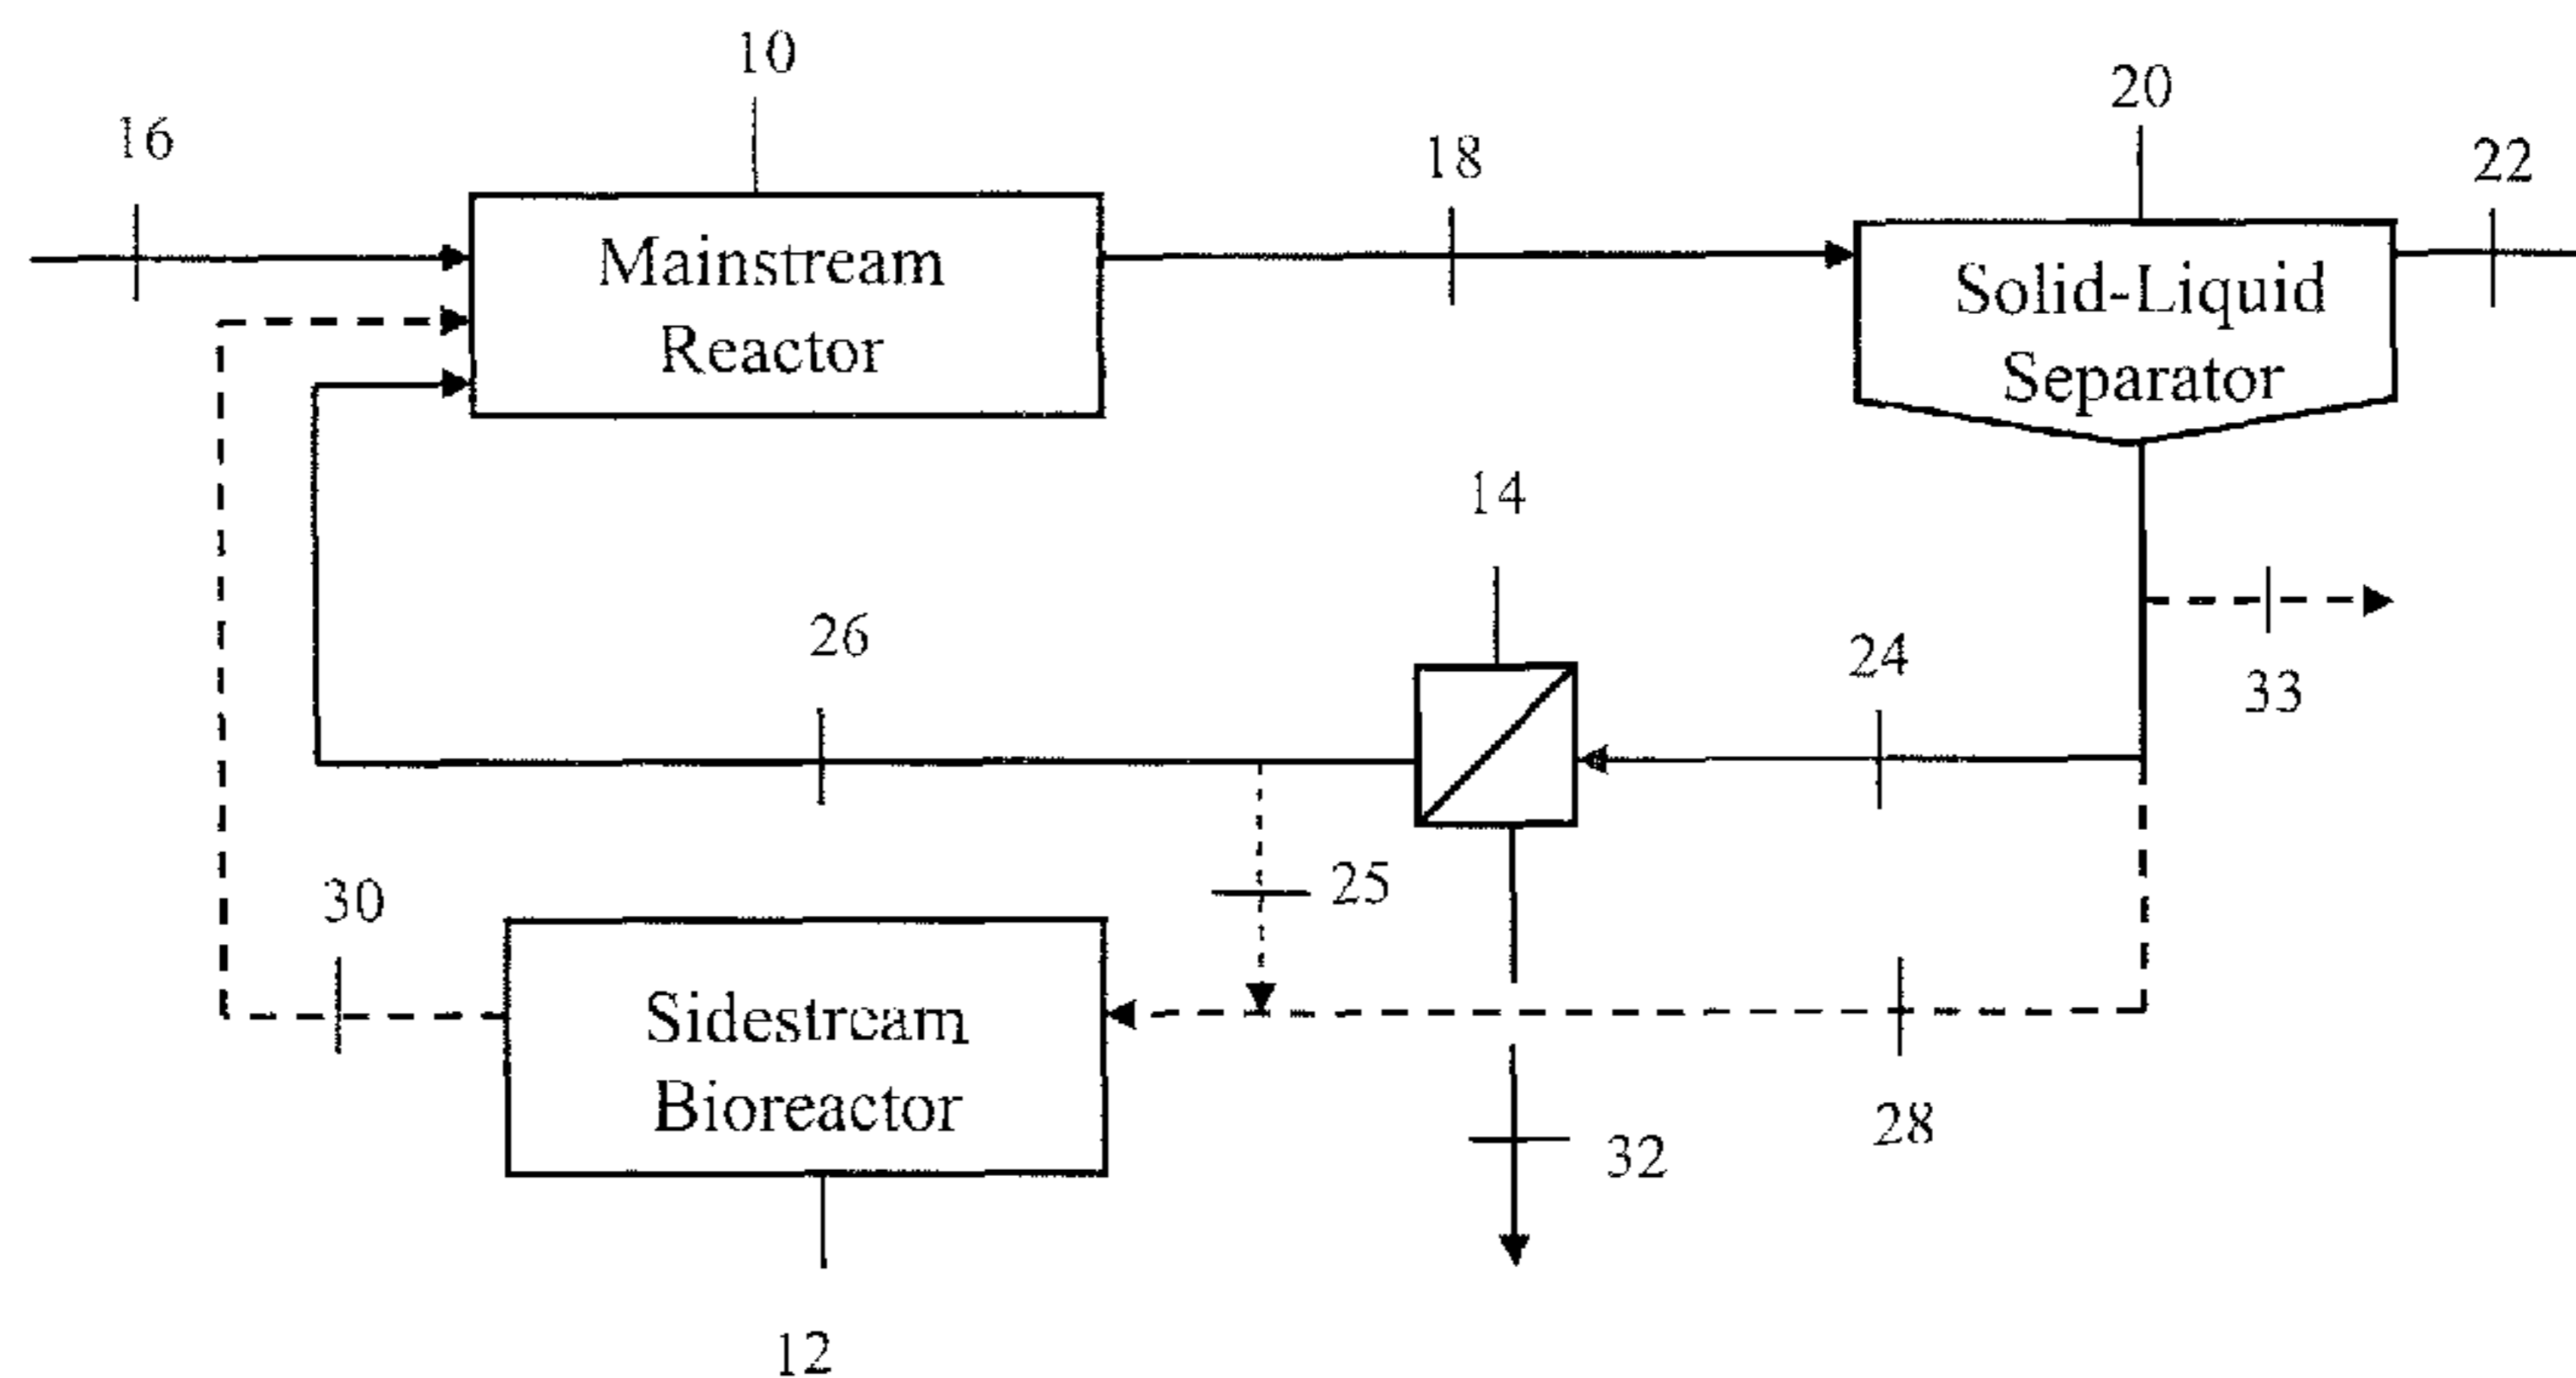 10
20
16
18
22
Mainstream
Reactor
Solid-Liquid
Separator
14
26
24
33
30
25
Sidestream
Bioreactor
28
32
12